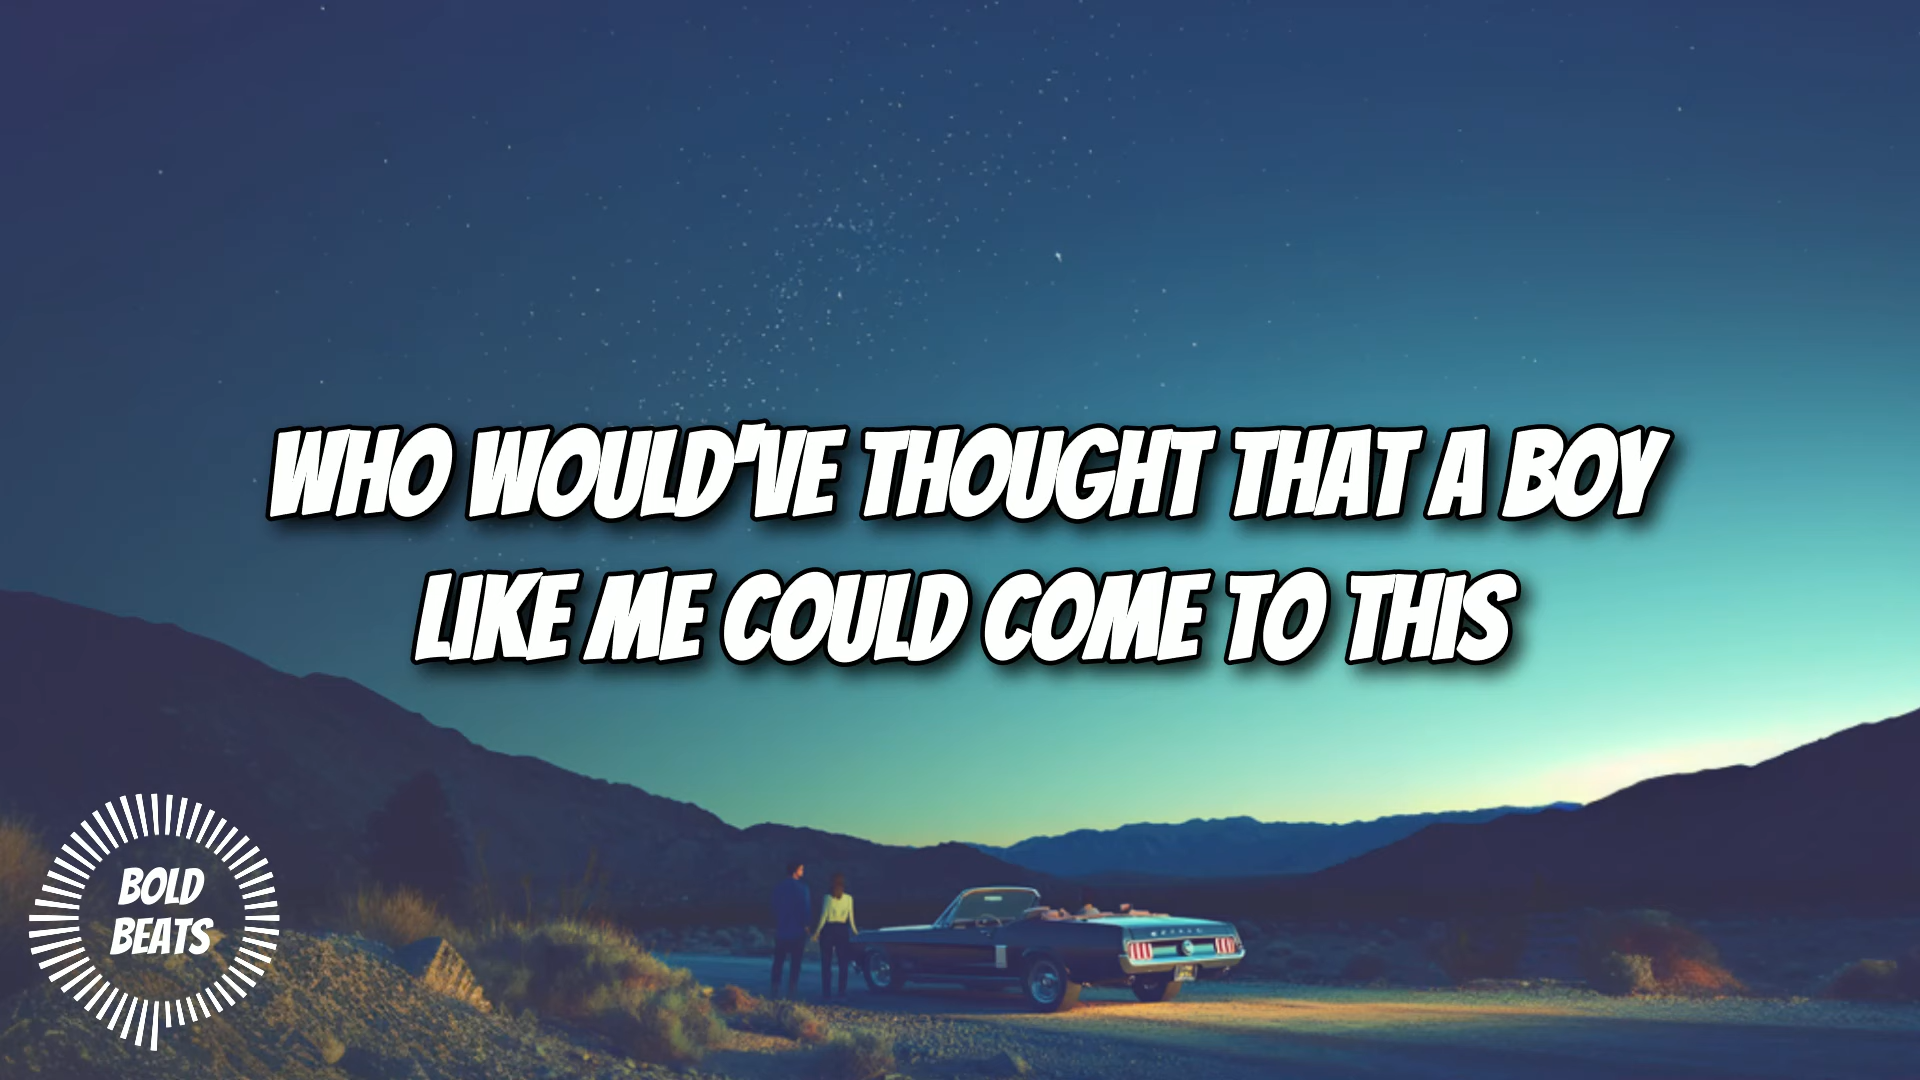 WHO WOULD'VE THOUGHT THAT A BOY
LIKE ME COULD COME TO THIS
BOLD
BEATS